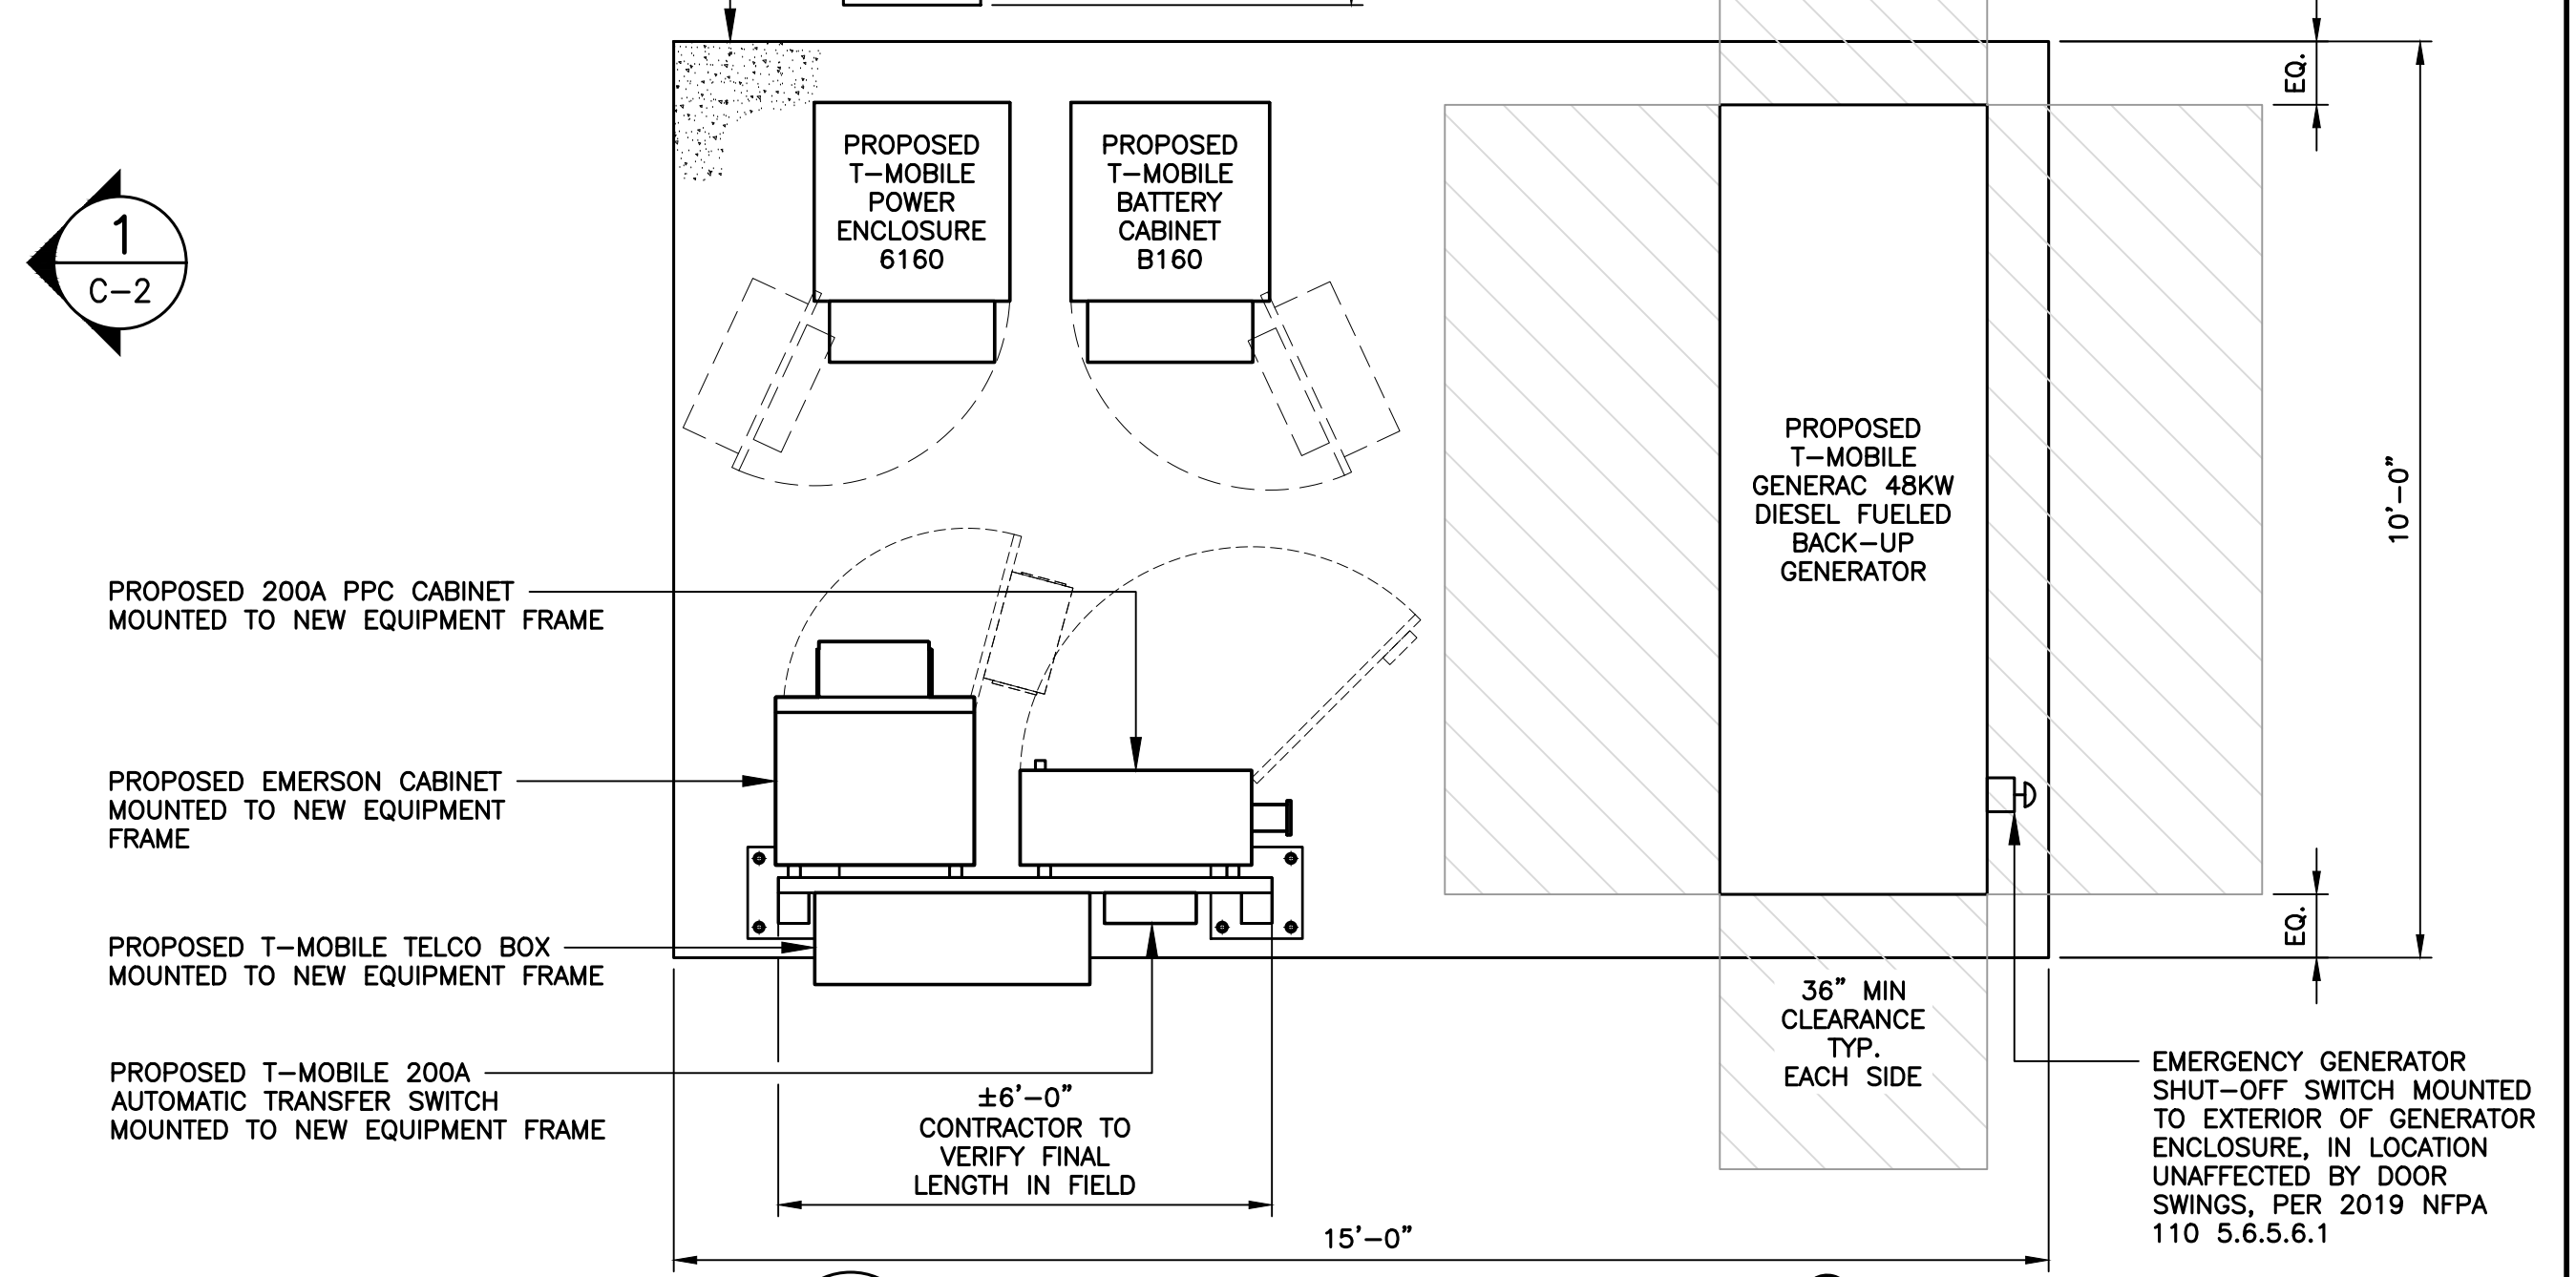 EQ.
PROPOSED
T-MOBILE
POWER
ENCLOSURE
6160
PROPOSED
T-MOBILE
BATTERY
CABINET
B160
1
C-2
PROPOSED
T-MOBILE
GENERAC 48KW
DIESEL FUELED
BACK-UP
GENERATOR
10'-0"
PROPOSED 200A PPC CABINET
MOUNTED TO NEW EQUIPMENT FRAME
PROPOSED EMERSON CABINET
MOUNTED TO NEW EQUIPMENT
FRAME
PROPOSED T-MOBILE TELCO BOX
MOUNTED TO NEW EQUIPMENT FRAME
EQ.
36" MIN
CLEARANCE
TYP.
EACH SIDE
PROPOSED T-MOBILE 200A
AUTOMATIC TRANSFER SWITCH
MOUNTED TO NEW EQUIPMENT FRAME
±6'-0"
CONTRACTOR TO
VERIFY FINAL
LENGTH IN FIELD
EMERGENCY GENERATOR
SHUT-OFF SWITCH MOUNTED
TO EXTERIOR OF GENERATOR
ENCLOSURE, IN LOCATION
UNAFFECTED BY DOOR
SWINGS, PER 2019 NFPA
110 5.6.5.6.1
15'-0"